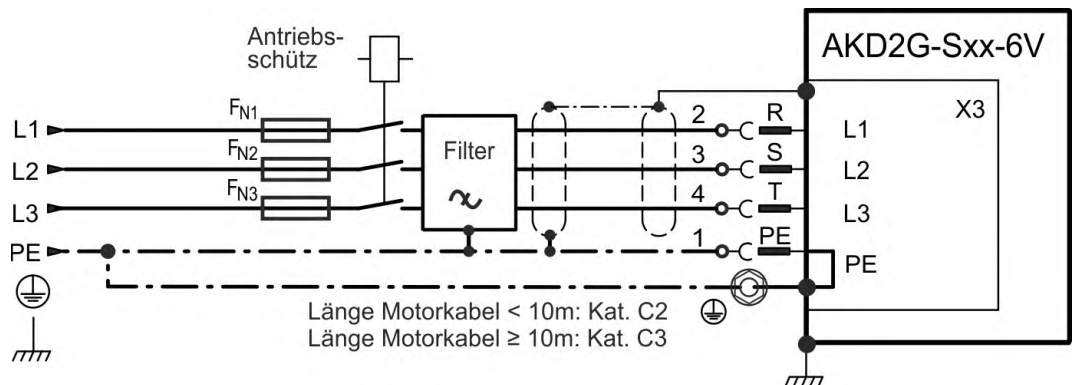 Antriebs-
schütz
AKD2G-Sxx-6V
X3
FN1
L1
2
R
L1
Filter
FN2
L2
3
S
L2
FN3
L3
4
T
L3
PE
1
PE
PE
Länge Motorkabel < 10m: Kat. C2
Länge Motorkabel ≥ 10m: Kat. C3